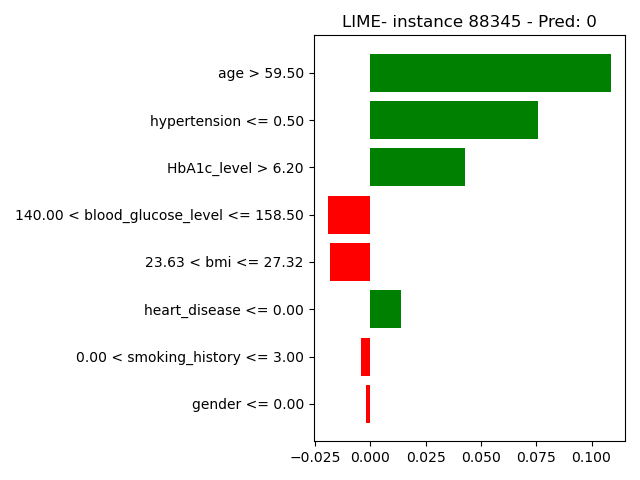 LIME- instance 88345 - Pred: 0
age > 59.50
hypertension <= 0.50
HbA1c_level > 6.20
140.00 < blood_glucose_level <= 158.50
23.63 < bmi <= 27.32
heart_disease <= 0.00
0.00 < smoking_history <= 3.00
gender <= 0.00
−0.025 0.000 0.025 0.050 0.075 0.100